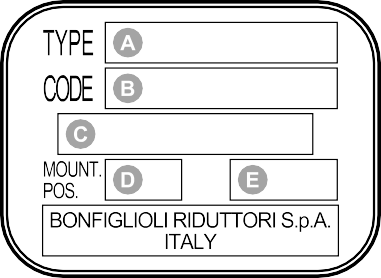 TYPE A
CODE B
C
MOUNT.
POS. D E
BONFIGLIOLI RIDUTTORI S.p.A.
ITALY